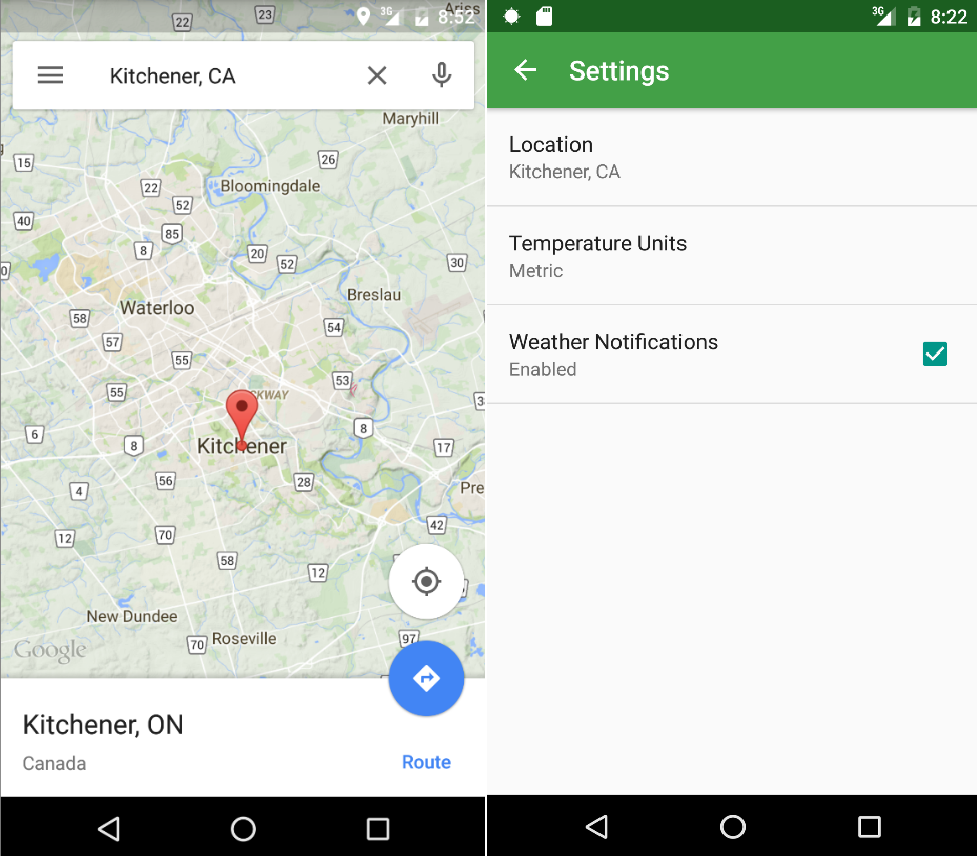 Ariss
22
23
3G
8:52
Kitchener, CA
Maryhill
15
26
22
Bloomingdale
52
40
85
8
20
52
30
0
Breslau
Waterloo
58
54
57
55
53
55
KWAY
3
8
6
8
Kitchener
17
56
28
4
Pre
42
70
12
58
12
New Dundee
70
Roseville
97
Google
Kitchener, ON
Canada
Route
3G
8:22
Settings
Location
Kitchener, CA
Temperature Units
Metric
Weather Notifications
Enabled